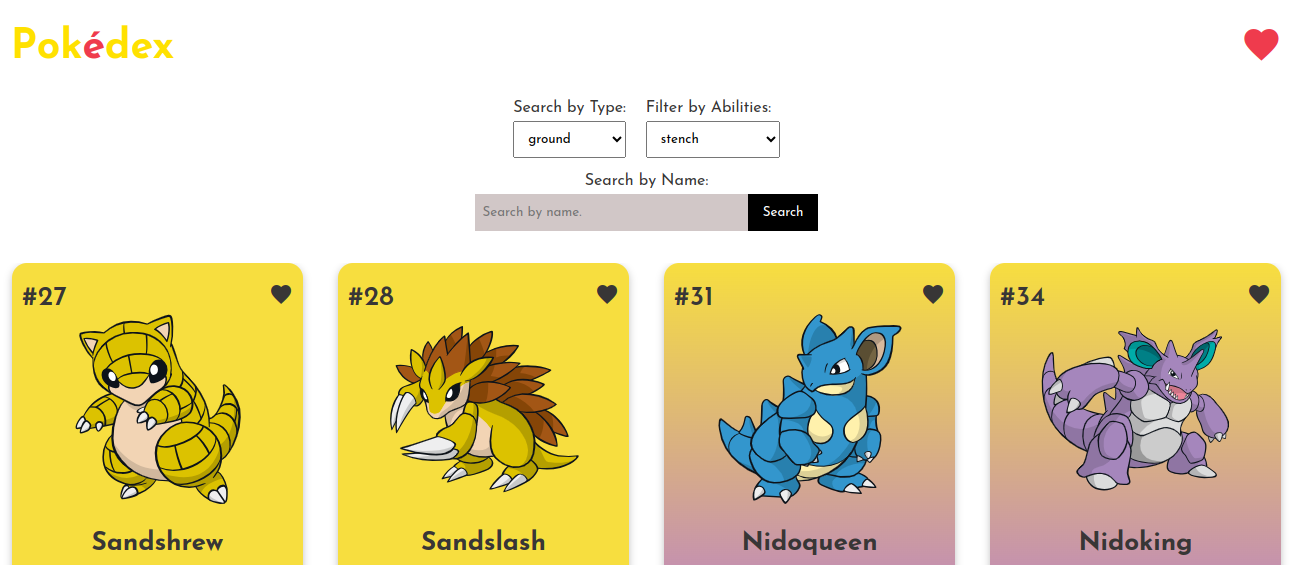 Pokédex
Search by Type: Filter by Abilities:
ground stench
Search by Name:
Search by name. Search
#27 #28 #31 #34
Sandshrew Sandslash Nidoqueen Nidoking